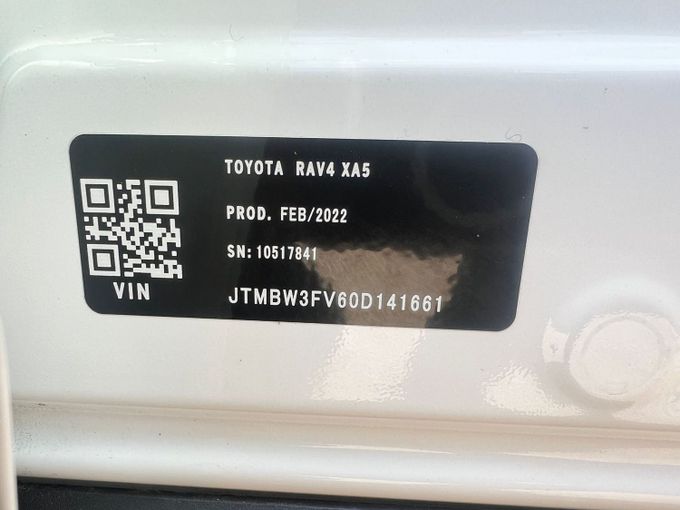 TOYOTA RAV4 XA5
PROD. FEB/2022
SN: 10517841
VIN
JTMBW3FV60D141661